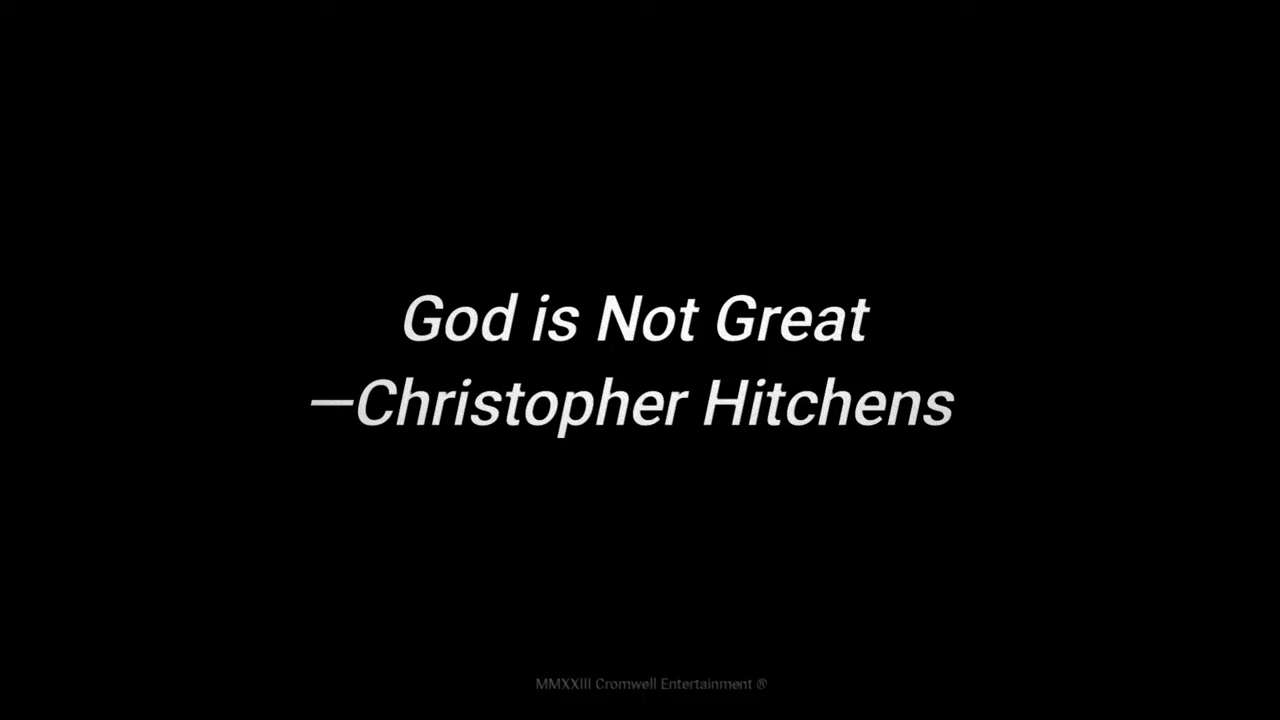 God is Not Great
—Christopher Hitchens
MMXXIII Cromwell Entertainment ®